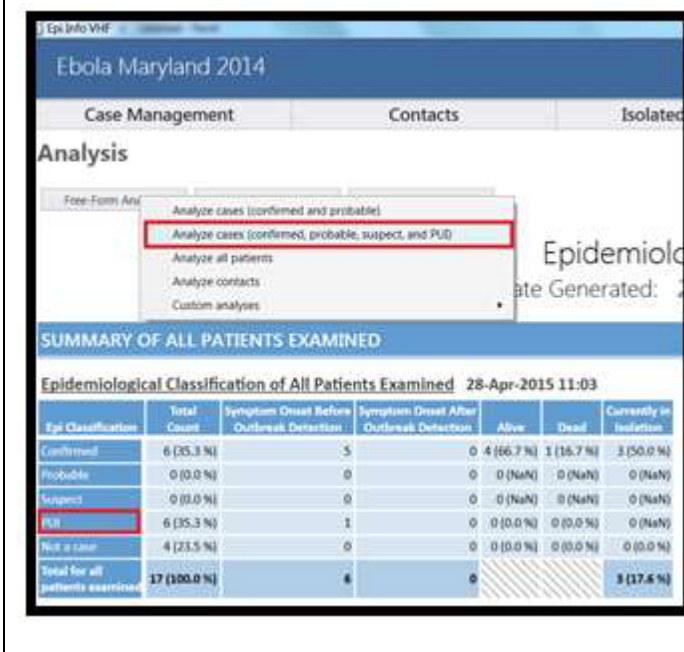 Epi Info VHF
Ebola Maryland 2014
Case Management Contacts Isolated
Analysis
Free-Form Ana
Analyze cases (confirmed and probable)
Analyze cases (confirmed, probable, suspect, and PUI)
Analyze all patients
Analyze contacts
Custom analyses
Epidemiolo
ate Generated: 2
SUMMARY OF ALL PATIENTS EXAMINED
Epidemiological Classification of All Patients Examined 28-Apr-2015 11:03
Epi Classification Total Count Symptom Onset Before Outbreak Detection Symptom Onset After Outbreak Detection Alive Dead Currently in Isolation
Confirmed 6 (35.3 %) 5 0 4 (66.7 %) 1 (16.7 %) 3 (50.0 %)
Probable 0 (0.0 %) 0 0 0 (NaN) 0 (NaN) 0 (NaN)
Suspect 0 (0.0 %) 0 0 0 (NaN) 0 (NaN) 0 (NaN)
PUI 6 (35.3 %) 1 0 0 (0.0 %) 0 (0.0 %) 0 (NaN)
Not a case 4 (23.5 %) 0 0 0 (0.0 %) 0 (0.0 %) 0 (0.0 %)
Total for all patients examined 17 (100.0 %) 6 0 3 (17.6 %)